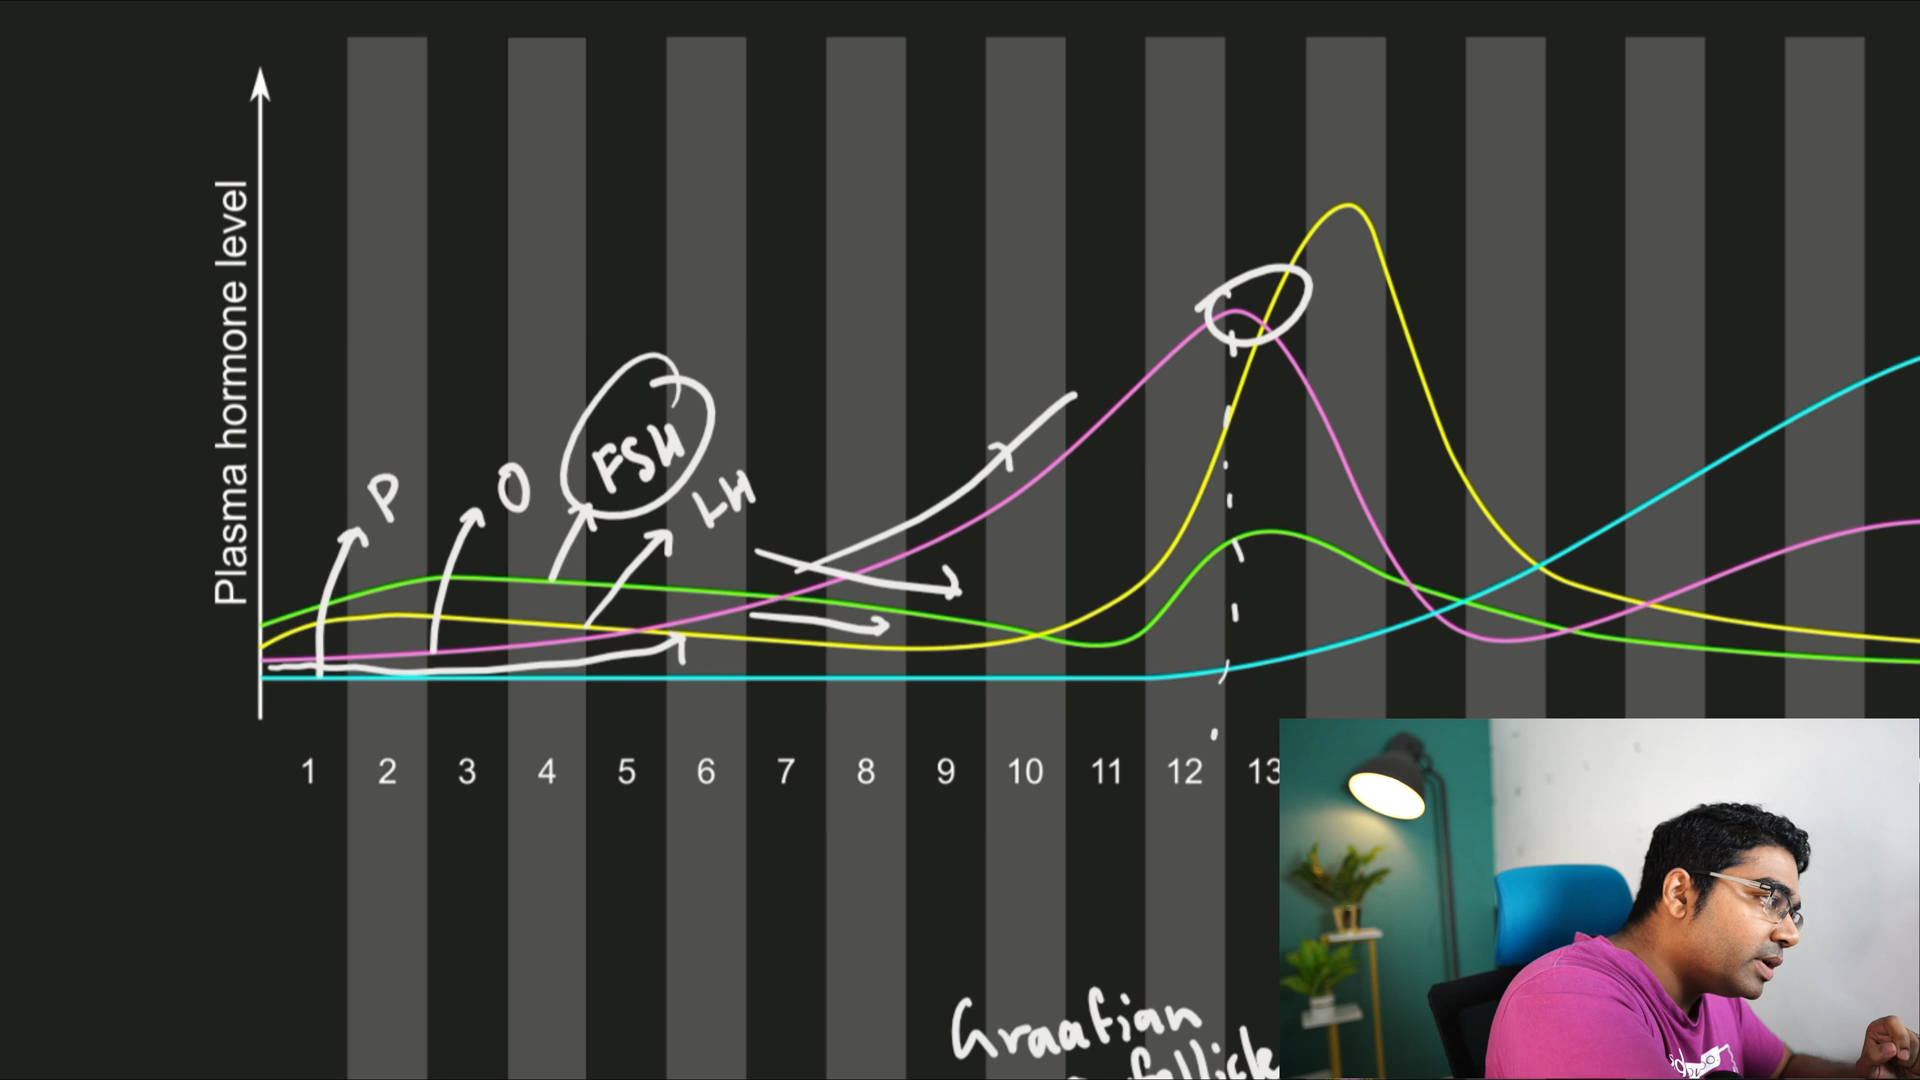 Plasma hormone level
P
O
FSH
LH
1 2 3 4 5 6 7 8 9 10 11 12 13
Graafian
follicle